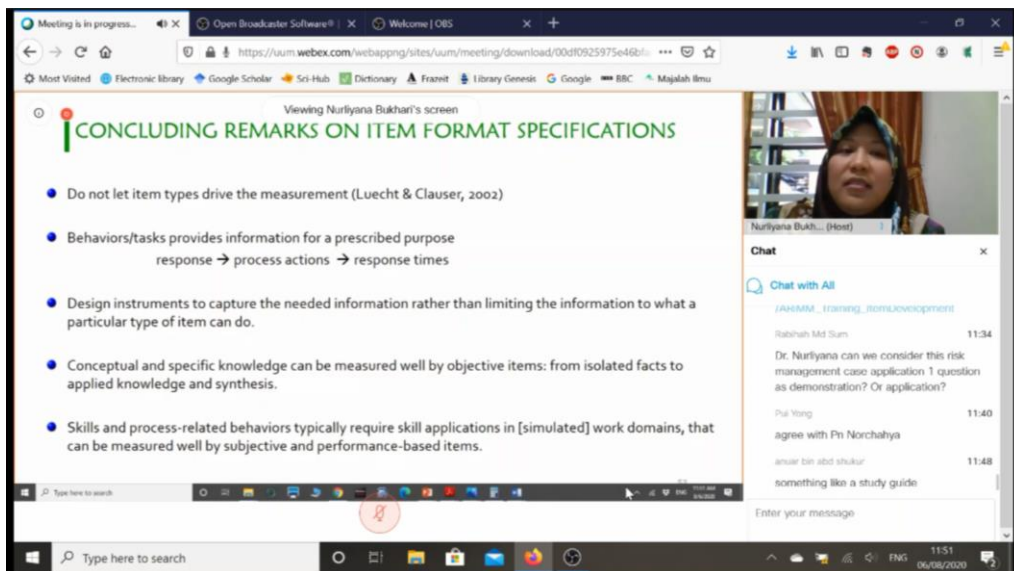 Meeting is in progress...
Open Broadcaster Software®
Welcome | OBS
https://uum.webex.com/webappng/sites/uum/meeting/download/00df0925975e46bfa
Most Visited Electronic library Google Scholar Sci-Hub Dictionary Frazeit Library Genesis Google BBC Majalah Ilmu
Viewing Nurliyana Bukhari's screen
CONCLUDING REMARKS ON ITEM FORMAT SPECIFICATIONS
Do not let item types drive the measurement (Luecht & Clauser, 2002)
Behaviors/tasks provides information for a prescribed purpose
response → process actions → response times
Design instruments to capture the needed information rather than limiting the information to what a
particular type of item can do.
Conceptual and specific knowledge can be measured well by objective items: from isolated facts to
applied knowledge and synthesis.
Skills and process-related behaviors typically require skill applications in [simulated] work domains, that
can be measured well by subjective and performance-based items.
Type here to search
Nurliyana Bukh... (Host)
Chat
Chat with All
/AHIMM_Training_ItemDevelopment
Rabihah Md Sum 11:34
Dr. Nurliyana can we consider this risk
management case application 1 question
as demonstration? Or application?
Pui Yong 11:40
agree with Pn Norchahya
anuar bin abd shukur 11:48
something like a study guide
Enter your message
Type here to search
ENG
11:51
06/08/2020